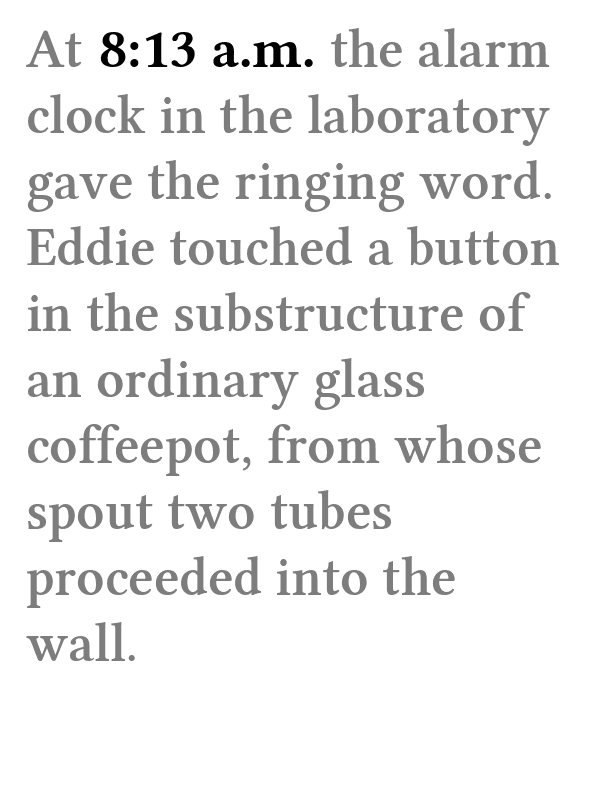 At 8:13 a.m. the alarm
clock in the laboratory
gave the ringing word.
Eddie touched a button
in the substructure of
an ordinary glass
coffeepot, from whose
spout two tubes
proceeded into the
wall.